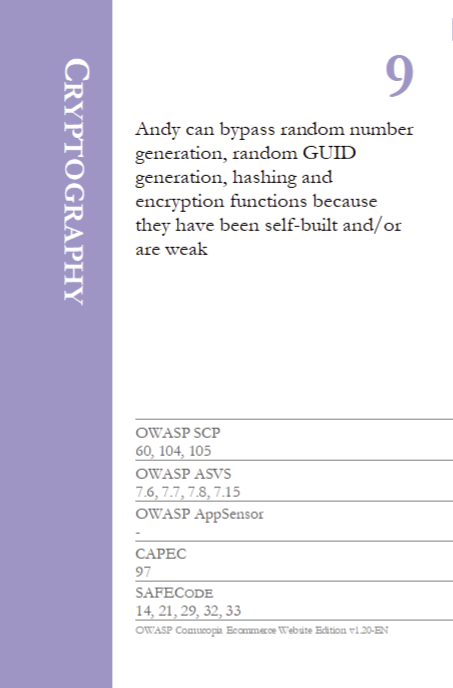 CRYPTOGRAPHY
9
Andy can bypass random number
generation, random GUID
generation, hashing and
encryption functions because
they have been self-built and/or
are weak
OWASP SCP
60, 104, 105
OWASP ASVS
7.6, 7.7, 7.8, 7.15
OWASP AppSensor
-
CAPEC
97
SAFECODE
14, 21, 29, 32, 33
OWASP Cornucopia Ecommerce Website Edition v1.20-EN